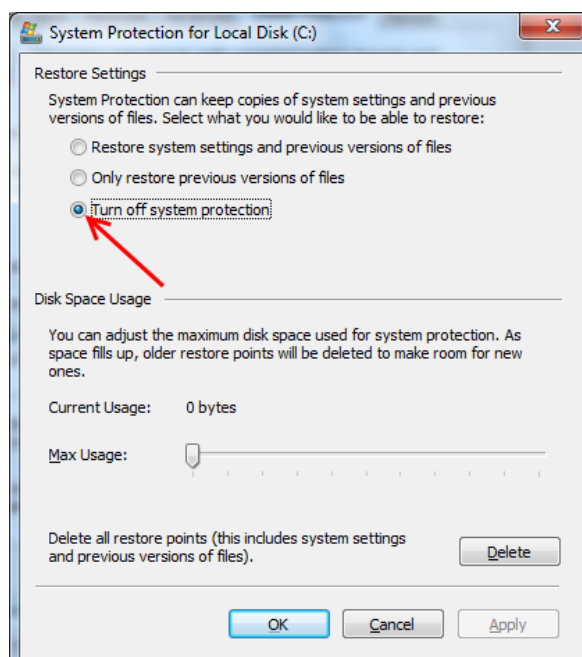 System Protection for Local Disk (C:)
Restore Settings
System Protection can keep copies of system settings and previous
versions of files. Select what you would like to be able to restore:
Restore system settings and previous versions of files
Only restore previous versions of files
Turn off system protection
Disk Space Usage
You can adjust the maximum disk space used for system protection. As
space fills up, older restore points will be deleted to make room for new
ones.
Current Usage: 0 bytes
Max Usage:
Delete all restore points (this includes system settings
and previous versions of files).
Delete
OK Cancel Apply